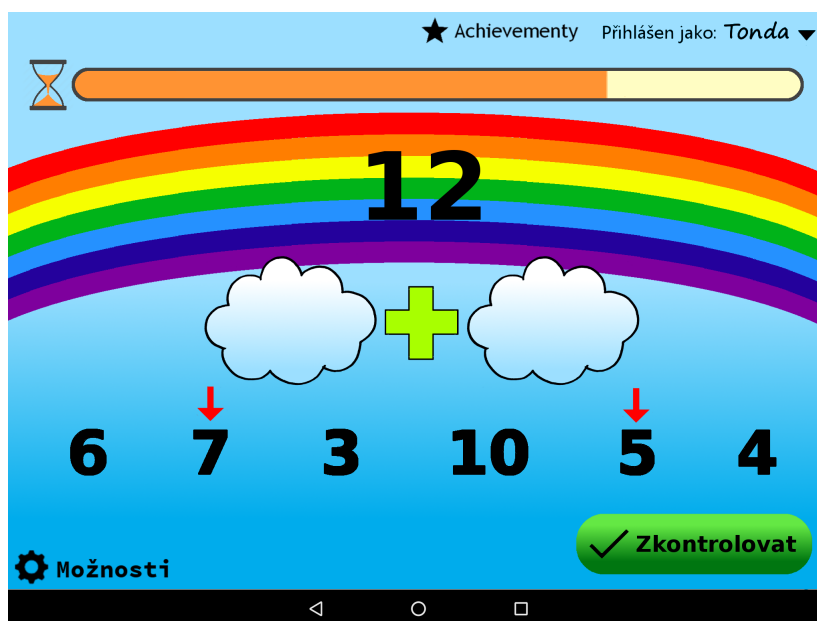 Achievementy Přihlášen jako: Tonda
12
6 7 3 10 5 4
Zkontrolovat
Možnosti